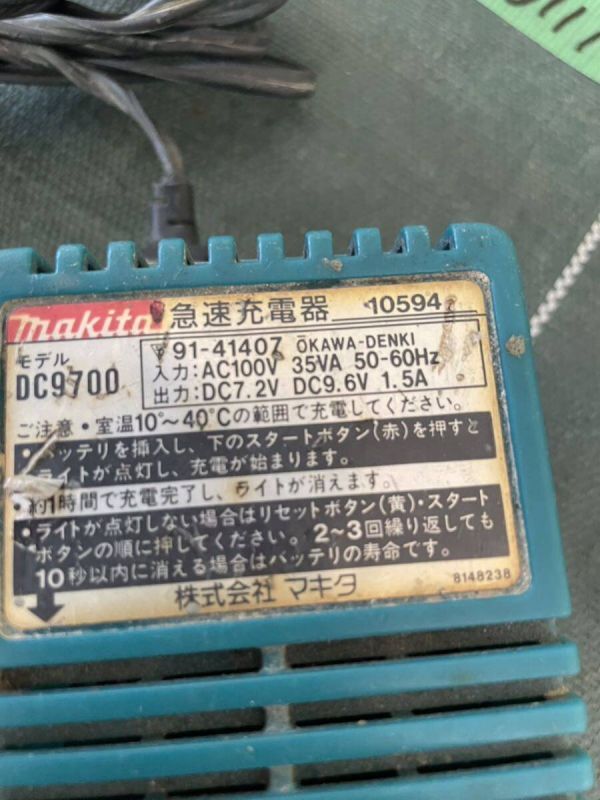 makita 急速充電器 10594
モデル
DC9700
〒 91-41407 ŌKAWA-DENKI
入力:AC100V 35VA 50-60Hz
出力:DC7.2V DC9.6V 1.5A
ご注意・室温10°〜40°Cの範囲で充電してください。
・バッテリを挿入し、下のスタートボタン(赤)を押すと
ライトが点灯し、充電が始まります。
・約1時間で充電完了し、ライトが消えます。
・ライトが点灯しない場合はリセットボタン(黄)・スタート
ボタンの順に押してください。2〜3回繰り返しても
10秒以内に消える場合はバッテリの寿命です。
株式会社 マキタ
8148238